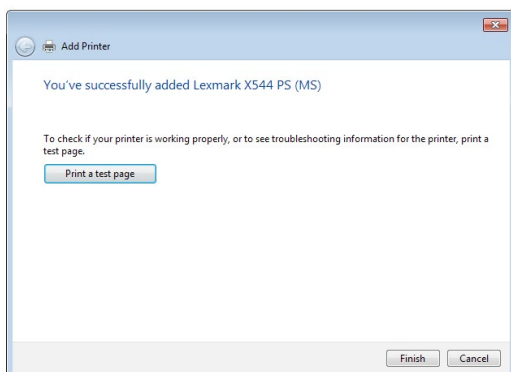 Add Printer
You've successfully added Lexmark X544 PS (MS)
To check if your printer is working properly, or to see troubleshooting information for the printer, print a
test page.
Print a test page
Finish Cancel